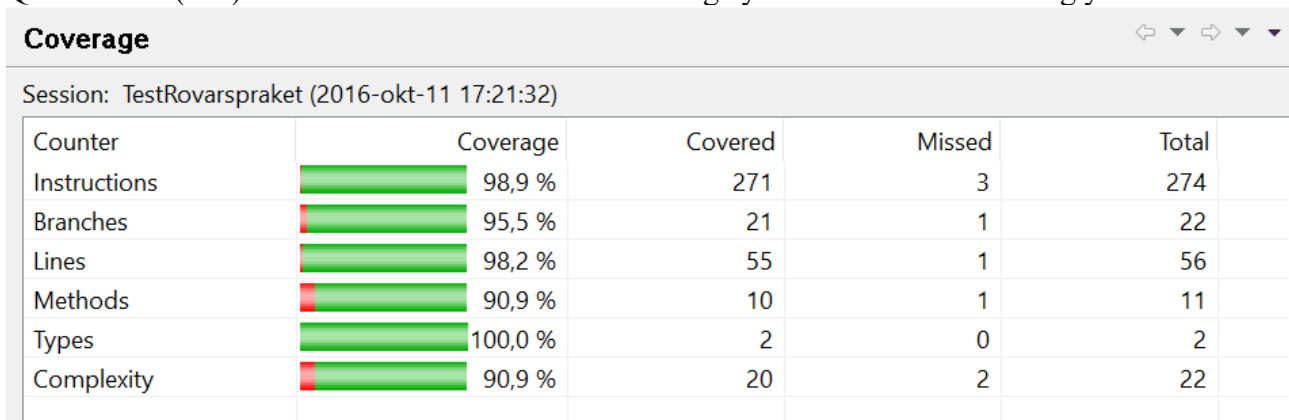 Coverage
Session: TestRovarspraket (2016-okt-11 17:21:32)
Counter Coverage Covered Missed Total
Instructions 98,9 % 271 3 274
Branches 95,5 % 21 1 22
Lines 98,2 % 55 1 56
Methods 90,9 % 10 1 11
Types 100,0 % 2 0 2
Complexity 90,9 % 20 2 22